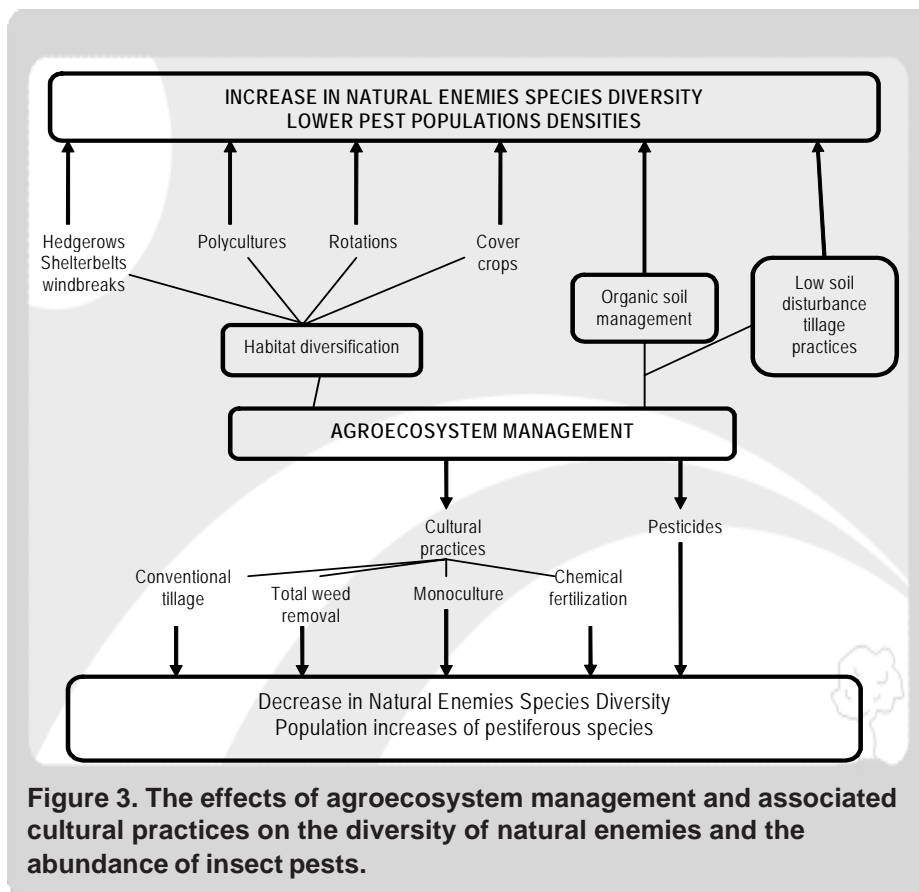 INCREASE IN NATURAL ENEMIES SPECIES DIVERSITY
LOWER PEST POPULATIONS DENSITIES
Hedgerows
Shelterbelts
windbreaks
Polycultures
Rotations
Cover
crops
Habitat diversification
Organic soil
management
Low soil
disturbance
tillage
practices
AGROECOSYSTEM MANAGEMENT
Cultural
practices
Pesticides
Conventional
tillage
Total weed
removal
Monoculture
Chemical
fertilization
Decrease in Natural Enemies Species Diversity
Population increases of pestiferous species
Figure 3. The effects of agroecosystem management and associated
cultural practices on the diversity of natural enemies and the
abundance of insect pests.